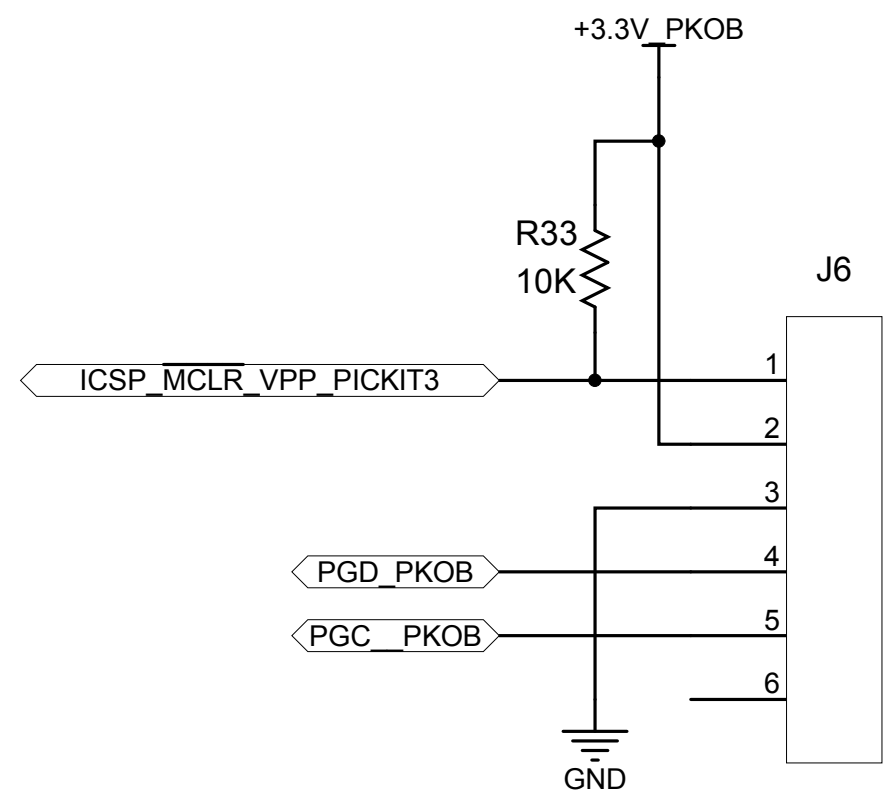 +3.3V_PKOB
R33
10K
J6
ICSP_MCLR_VPP_PICKIT3
1
2
3
PGD_PKOB
4
PGC__PKOB
5
6
GND